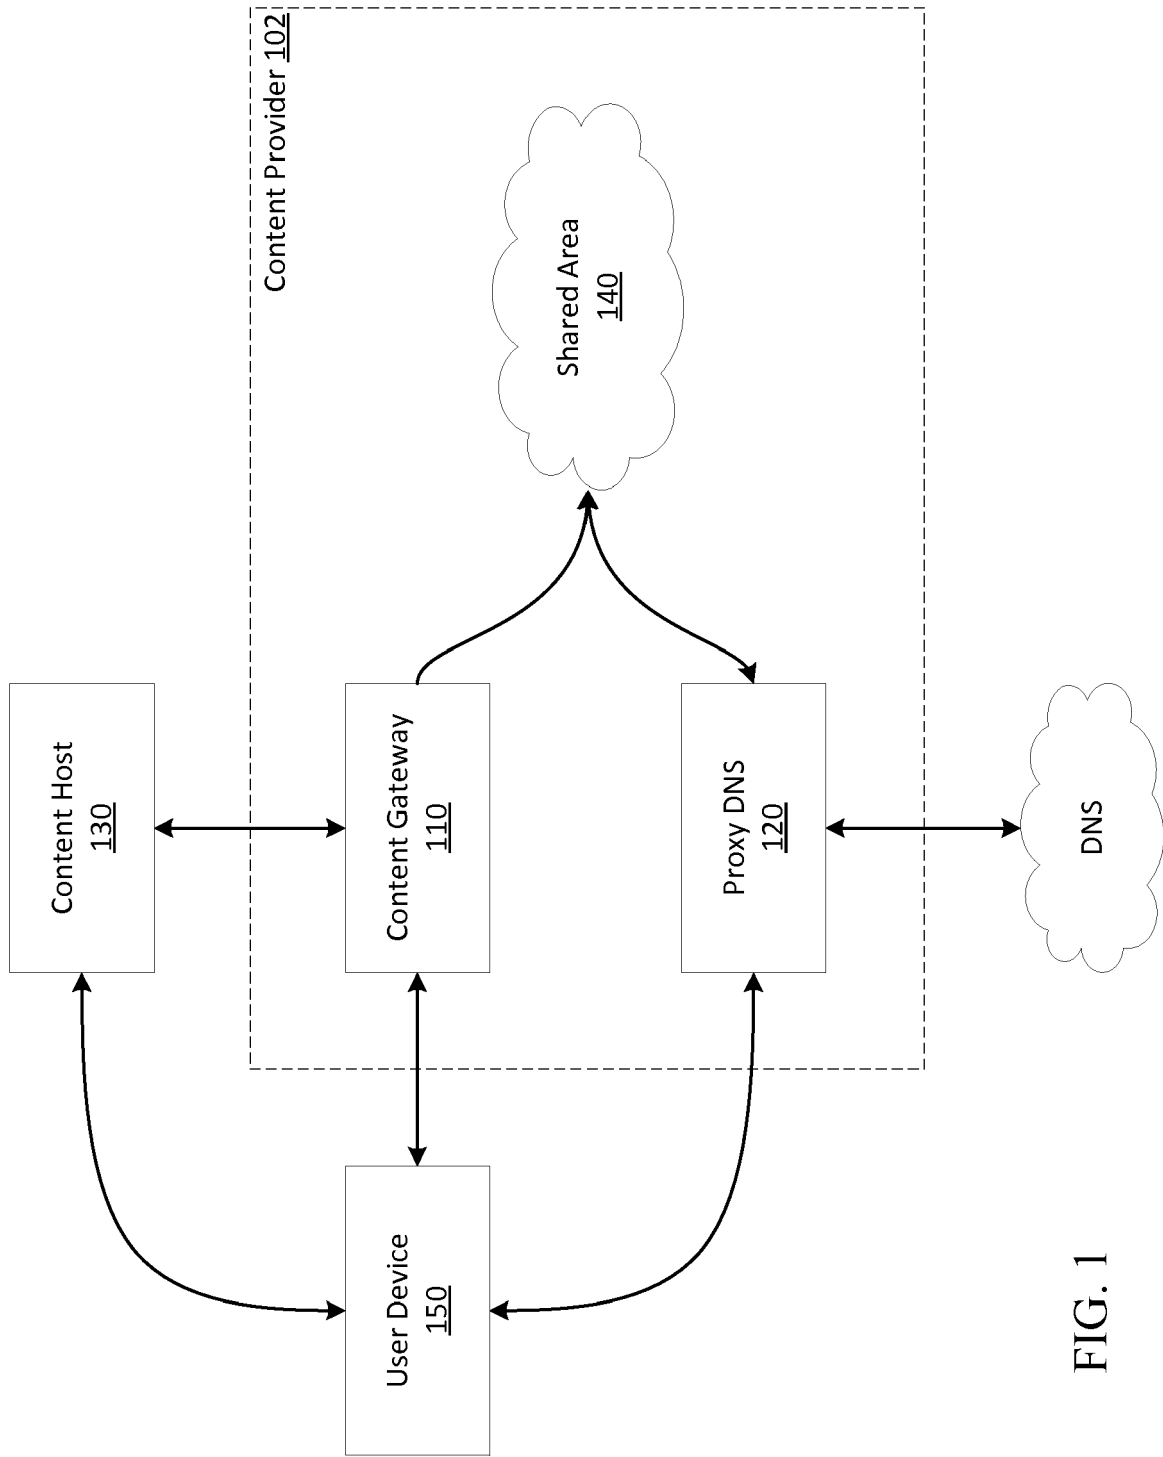 Content Provider 102
Content Host
130
Content Gateway
110
Shared Area
140
User Device
150
Proxy DNS
120
DNS
FIG. 1